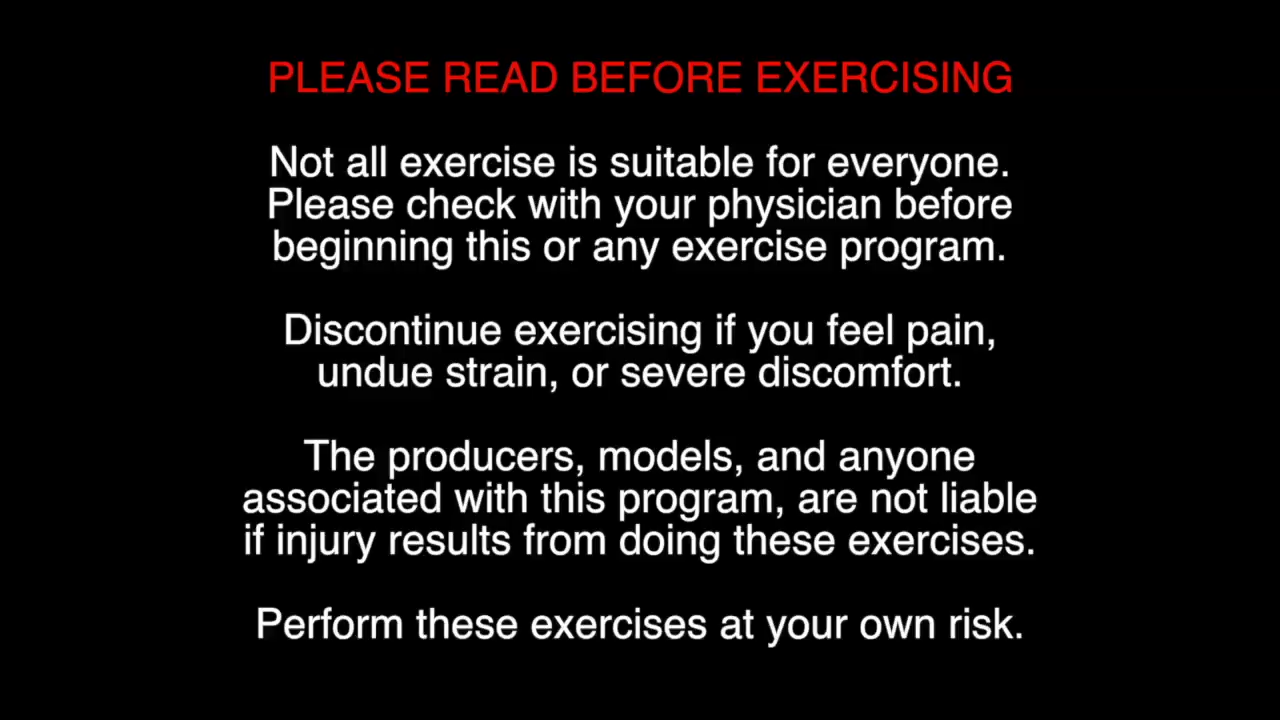 PLEASE READ BEFORE EXERCISING
Not all exercise is suitable for everyone.
Please check with your physician before
beginning this or any exercise program.
Discontinue exercising if you feel pain,
undue strain, or severe discomfort.
The producers, models, and anyone
associated with this program, are not liable
if injury results from doing these exercises.
Perform these exercises at your own risk.